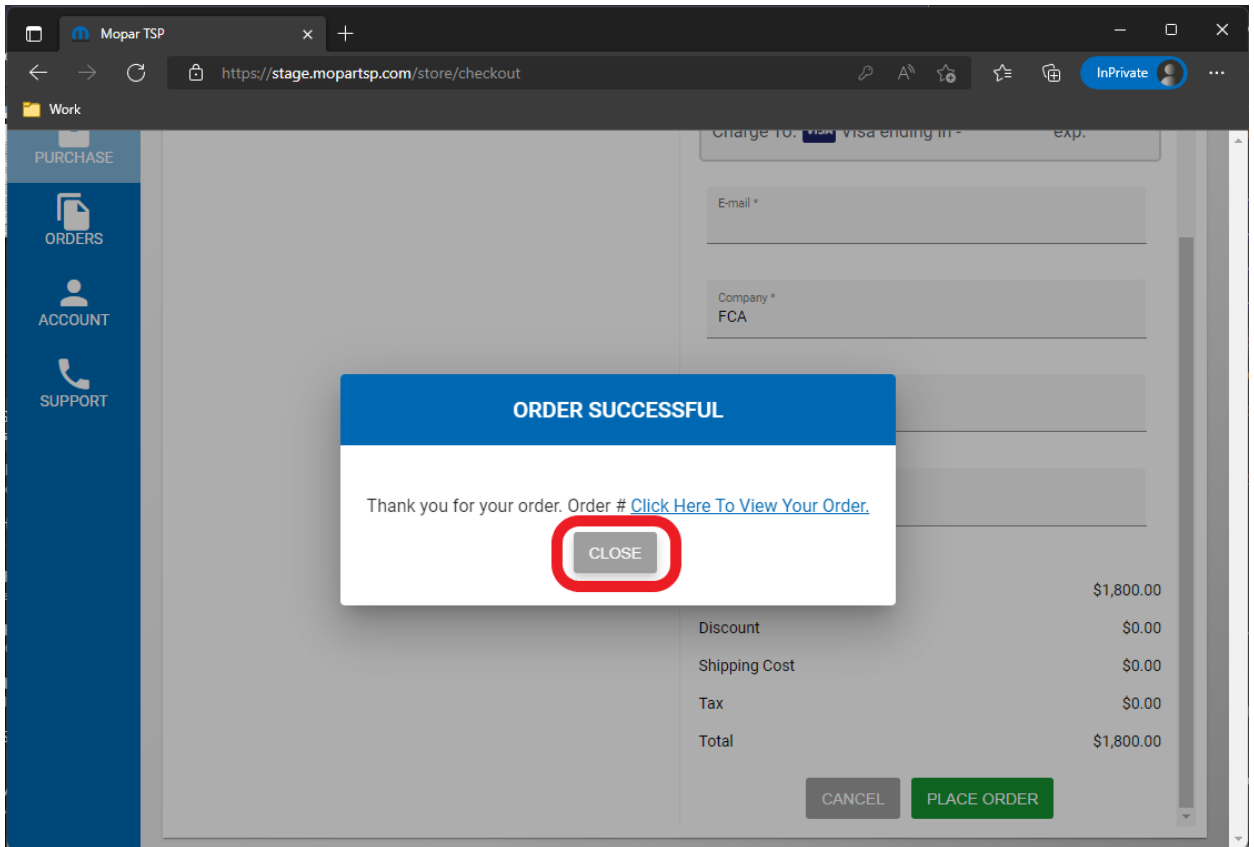 Mopar TSP
https://stage.mopartsp.com/store/checkout
InPrivate
Work
PURCHASE
ORDERS
ACCOUNT
SUPPORT
Charge To: VISA Visa ending in - exp.
E-mail *
Company *
FCA
ORDER SUCCESSFUL
Thank you for your order. Order # Click Here To View Your Order.
CLOSE
$1,800.00
Discount $0.00
Shipping Cost $0.00
Tax $0.00
Total $1,800.00
CANCEL PLACE ORDER